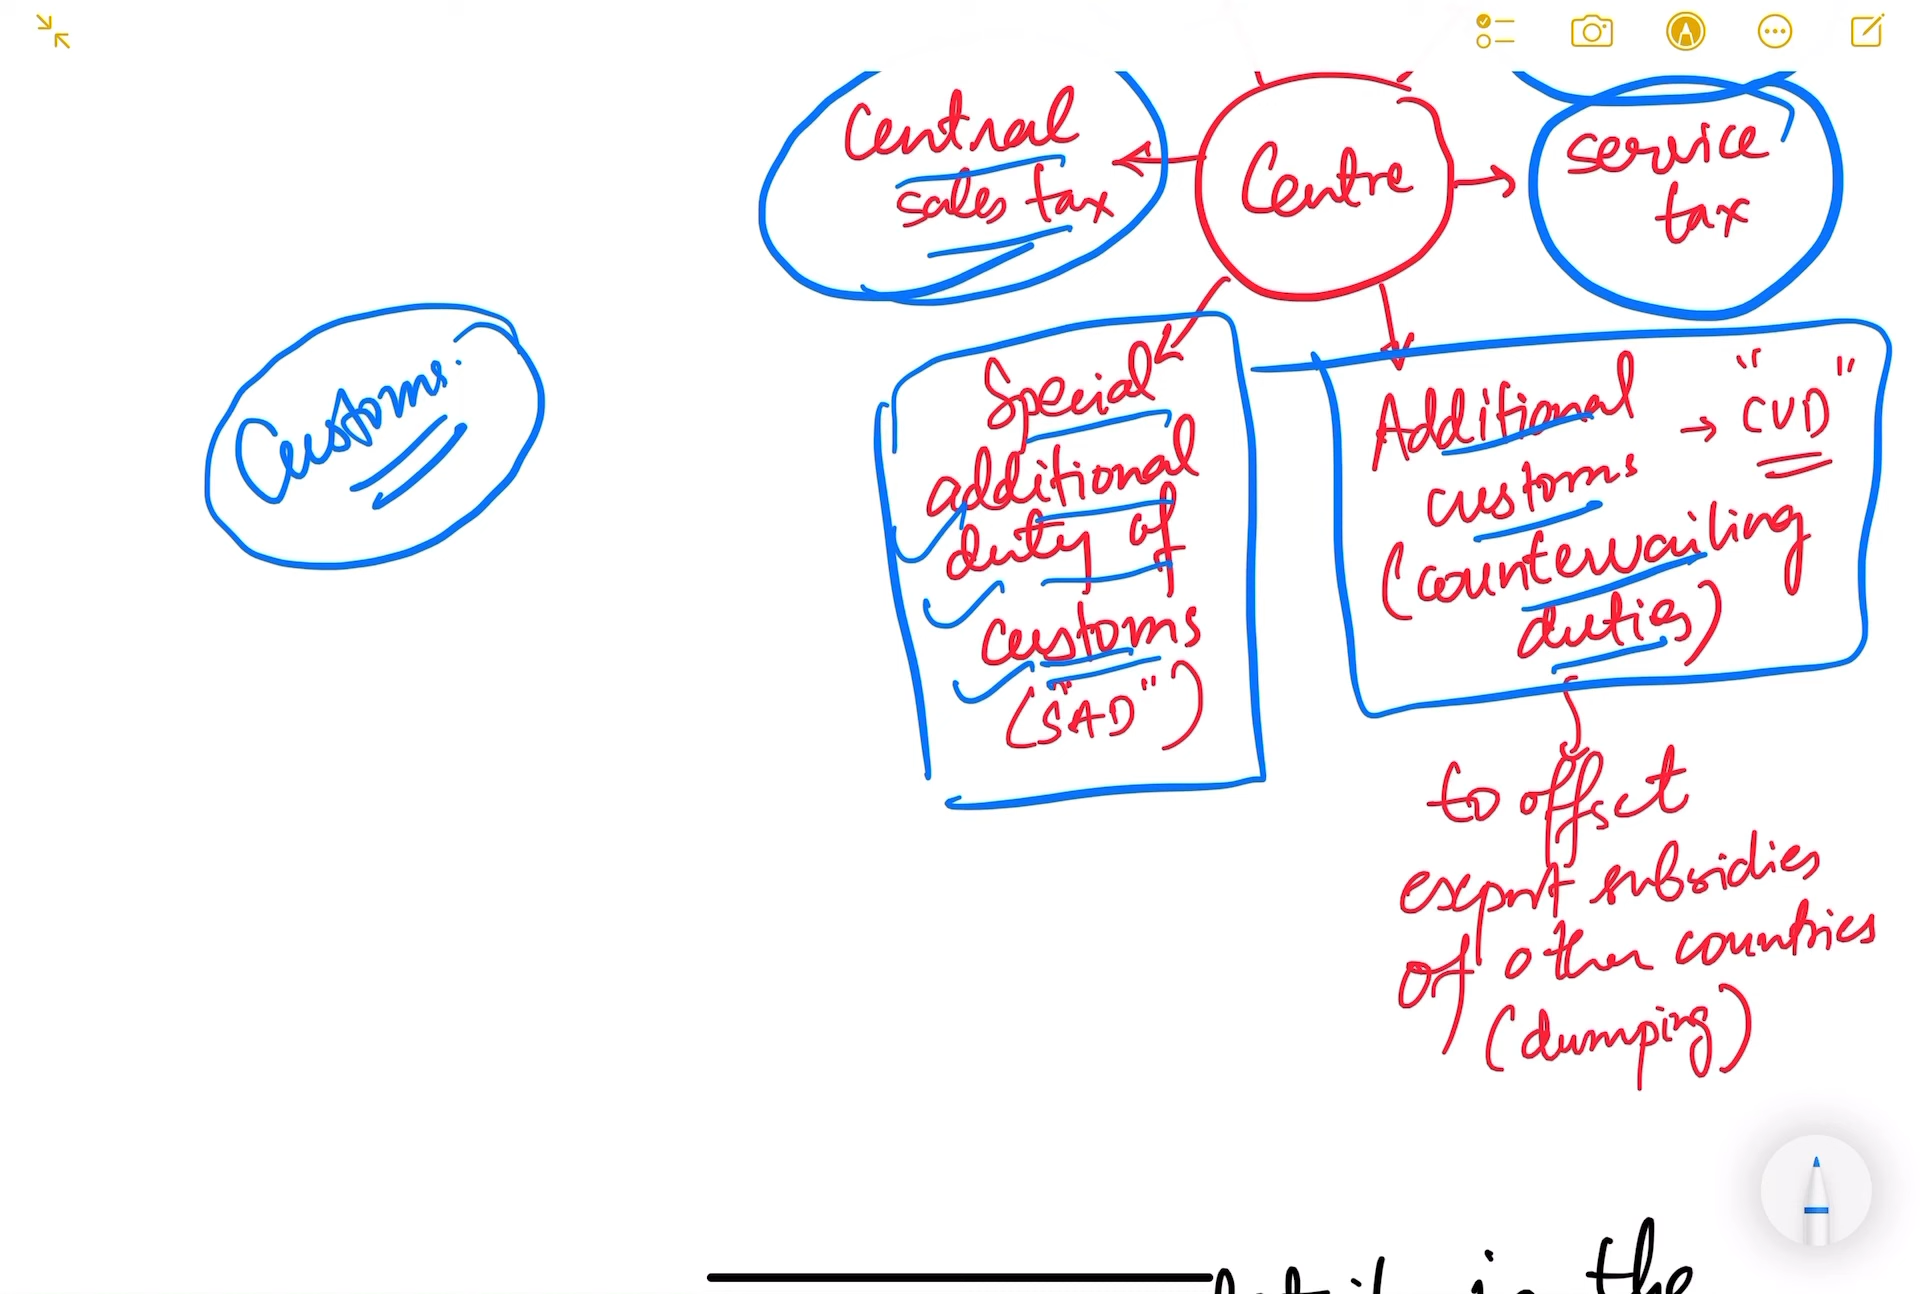 Central
sales tax
Centre
service
tax
Customs.
Special
additional
duty of
customs
("SAD")
Additional
customs
(countervailing
duties)
→ "CVD"
to offset
export subsidies
of other countries
(dumping)
in the